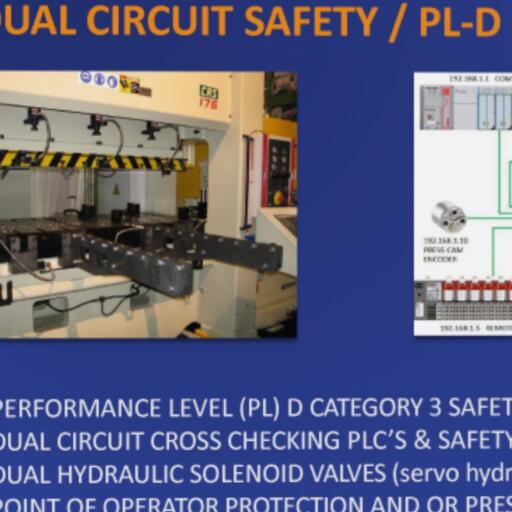 DUAL CIRCUIT SAFETY / PL-D
CAS
176
192.168.1.1 COM
192.168.1.10
PRESS CAM
ENCODER
192.168.1.5 REMOT
PERFORMANCE LEVEL (PL) D CATEGORY 3 SAFET
DUAL CIRCUIT CROSS CHECKING PLC'S & SAFETY
DUAL HYDRAULIC SOLENOID VALVES (servo hydr
POINT OF OPERATOR PROTECTION AND OR PRES